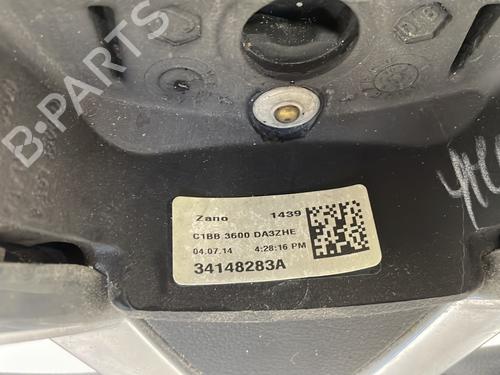 B-PARTS
Zano 1439
C1BB 3600 DA3ZHE
04.07.14 4:28:16 PM
34148283A